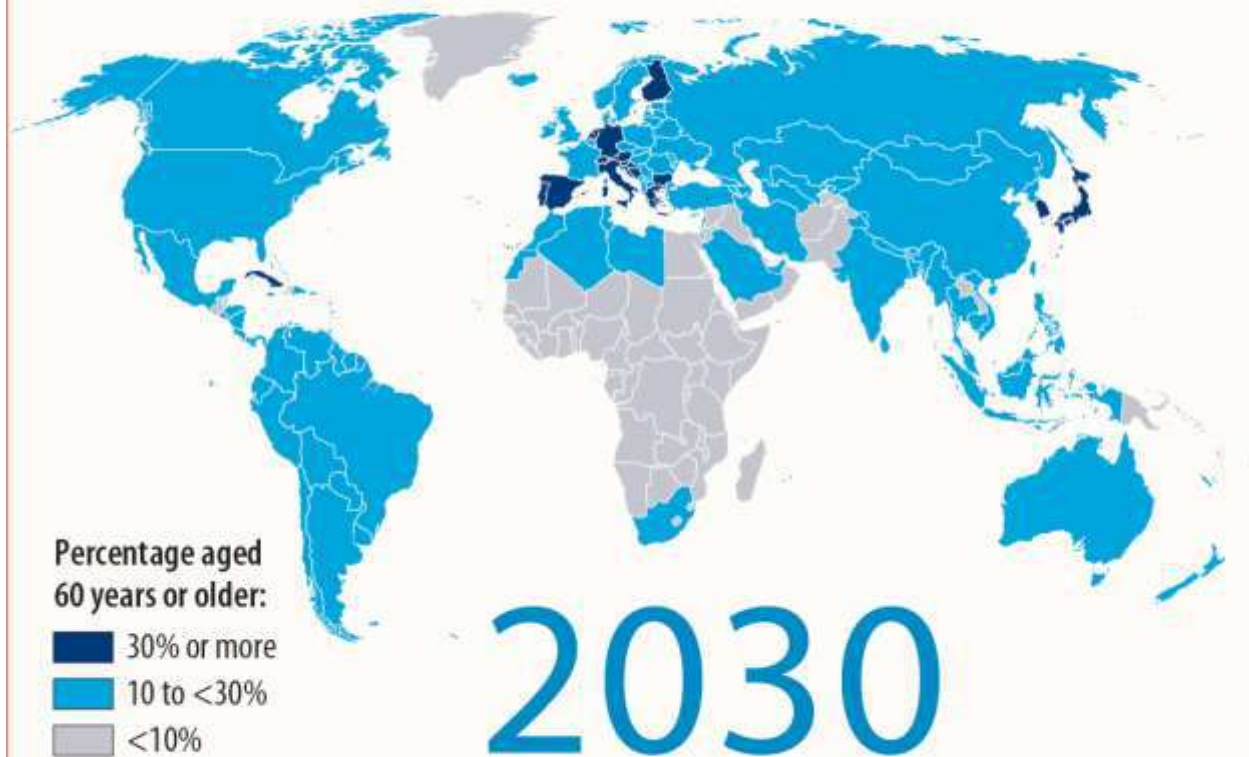 Percentage aged
60 years or older:
30% or more
10 to <30%
<10%
2030